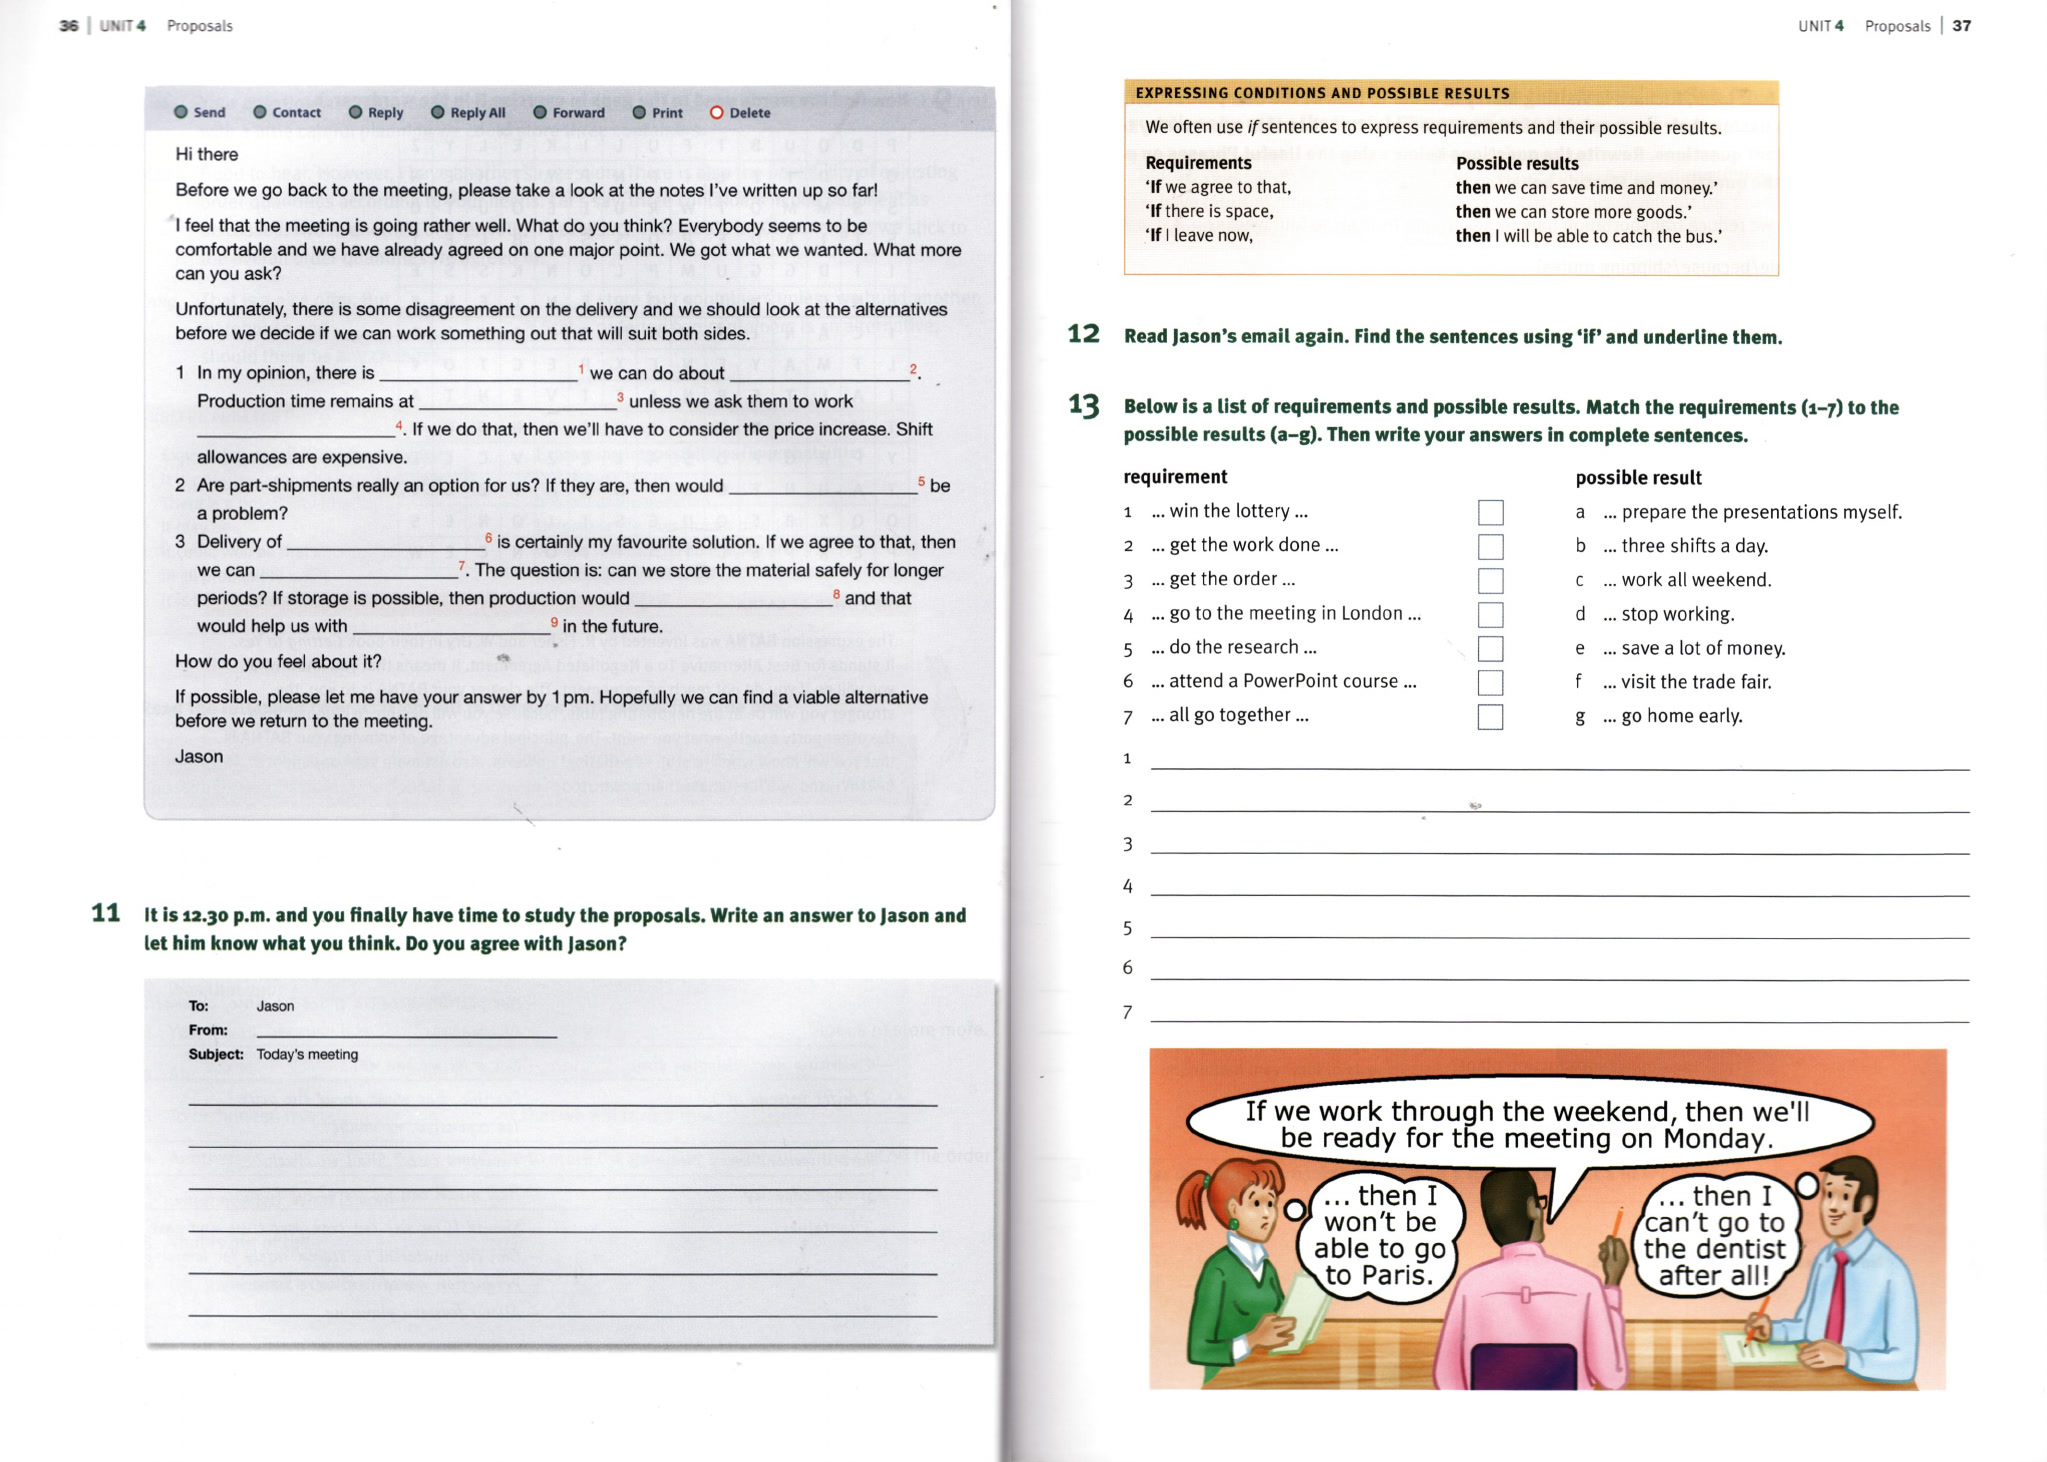 36 | UNIT 4 Proposals
Send Contact Reply Reply All Forward Print Delete
Hi there
Before we go back to the meeting, please take a look at the notes I've written up so far!
I feel that the meeting is going rather well. What do you think? Everybody seems to be
comfortable and we have already agreed on one major point. We got what we wanted. What more
can you ask?
Unfortunately, there is some disagreement on the delivery and we should look at the alternatives
before we decide if we can work something out that will suit both sides.
1 In my opinion, there is ____________________ 1 we can do about ____________________ 2.
Production time remains at ____________________ 3 unless we ask them to work
____________________ 4. If we do that, then we'll have to consider the price increase. Shift
allowances are expensive.
2 Are part-shipments really an option for us? If they are, then would ____________________ 5 be
a problem?
3 Delivery of ____________________ 6 is certainly my favourite solution. If we agree to that, then
we can ____________________ 7. The question is: can we store the material safely for longer
periods? If storage is possible, then production would ____________________ 8 and that
would help us with ____________________ 9 in the future.
How do you feel about it?
If possible, please let me have your answer by 1 pm. Hopefully we can find a viable alternative
before we return to the meeting.
Jason
11 It is 12.30 p.m. and you finally have time to study the proposals. Write an answer to Jason and
let him know what you think. Do you agree with Jason?
To: Jason
From:
Subject: Today's meeting
UNIT 4 Proposals | 37
EXPRESSING CONDITIONS AND POSSIBLE RESULTS
We often use if sentences to express requirements and their possible results.
Requirements Possible results
'If we agree to that, then we can save time and money.'
'If there is space, then we can store more goods.'
'If I leave now, then I will be able to catch the bus.'
12 Read Jason's email again. Find the sentences using 'if' and underline them.
13 Below is a list of requirements and possible results. Match the requirements (1–7) to the
possible results (a–g). Then write your answers in complete sentences.
requirement possible result
1 ... win the lottery ... a ... prepare the presentations myself.
2 ... get the work done ... b ... three shifts a day.
3 ... get the order ... c ... work all weekend.
4 ... go to the meeting in London ... d ... stop working.
5 ... do the research ... e ... save a lot of money.
6 ... attend a PowerPoint course ... f ... visit the trade fair.
7 ... all go together ... g ... go home early.
1
2
3
4
5
6
7
If we work through the weekend, then we'll
be ready for the meeting on Monday.
... then I
won't be
able to go
to Paris.
... then I
can't go to
the dentist
after all!